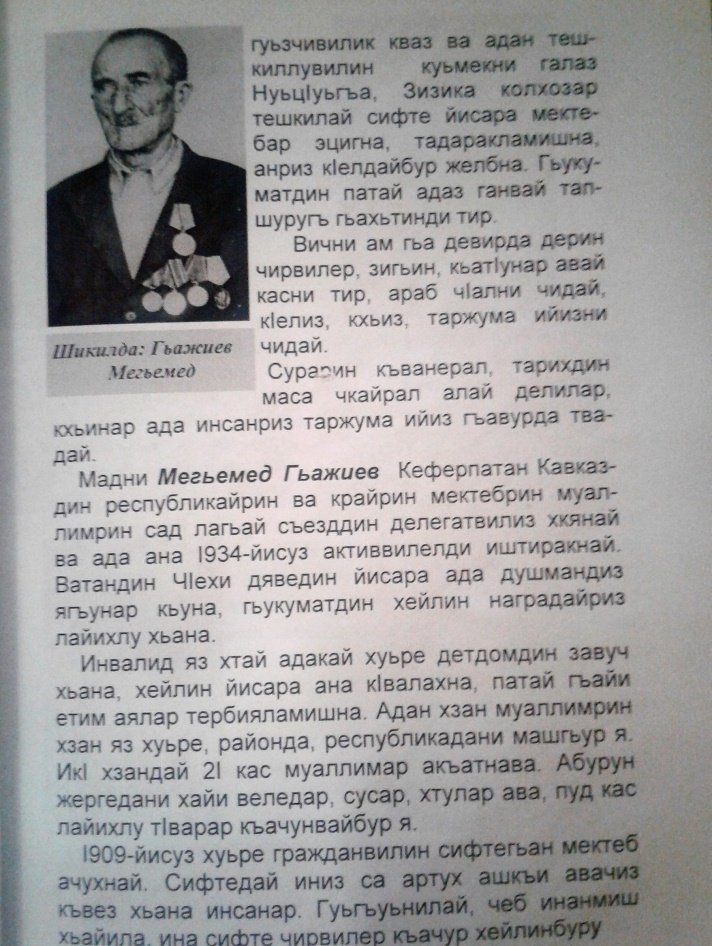 гуьзчивилик кваз ва адан теш-
киллувилин куьмекни галаз
НуьцIуьгъа, Зизика колхозар
тешкилай сифте йисара мекте-
бар эцигна, тадаракламишна,
анриз кIелдайбур желбна. Гьуку-
матдин патай адаз ганвай тап-
шуругъ гьахьтинди тир.
Вични ам гьа девирда дерин
чирвилер, зигьин, кьатIунар авай
касни тир, араб чIални чидай,
кIелиз, кхьиз, таржума ийизни
чидай.
Сурарин къванерал, тарихдин
маса чкайрал алай делилар,
кхьинар ада инсанриз таржума ийиз гъавурда тва-
дай.
Шикилда: Гьажиев
Мегьемед
Мадни Мегьемед Гьажиев Кеферпатан Кавказ-
дин республикайрин ва крайрин мектебрин муал-
лимрин сад лагьай съезддин делегатвилиз хкянай
ва ада ана I934-йисуз активвилелди иштиракнай.
Ватандин ЧIехи дяведин йисара ада душмандиз
ягъунар кьуна, гьукуматдин хейлин наградайриз
лайихлу хьана.
Инвалид яз хтай адакай хуьре детдомдин завуч
хьана, хейлин йисара ана кIвалахна, патай гъайи
етим аялар тербияламишна. Адан хзан муаллимрин
хзан яз хуьре, районда, республикадани машгьур я.
ИкI хзандай 2I кас муаллимар акъатнава. Абурун
жергедани хайи веледар, сусар, хтулар ава, пуд кас
лайихлу тIварар къачунвайбур я.
I909-йисуз хуьре гражданвилин сифтегьан мектеб
ачухнай. Сифтедай иниз са артух ашкъи авачиз
къвез хьана инсанар. Гуьгъуьнилай, чеб инанмиш
хьайила, ина сифте чирвилер къачур хейлинбуру